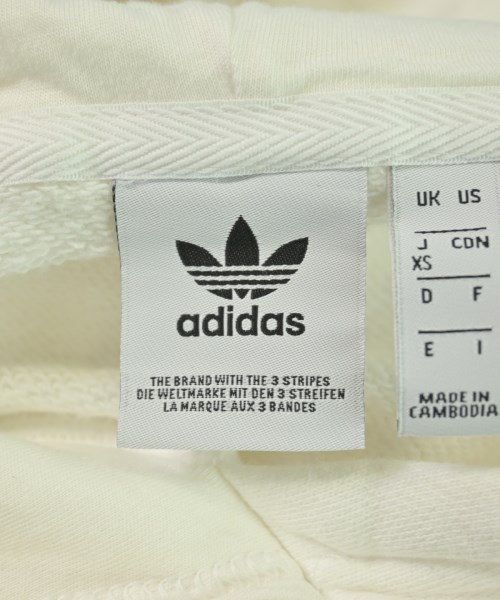 adidas
THE BRAND WITH THE 3 STRIPES
DIE WELTMARKE MIT DEN 3 STREIFEN
LA MARQUE AUX 3 BANDES
UK US
J CDN
XS
D F
E I
MADE IN
CAMBODIA